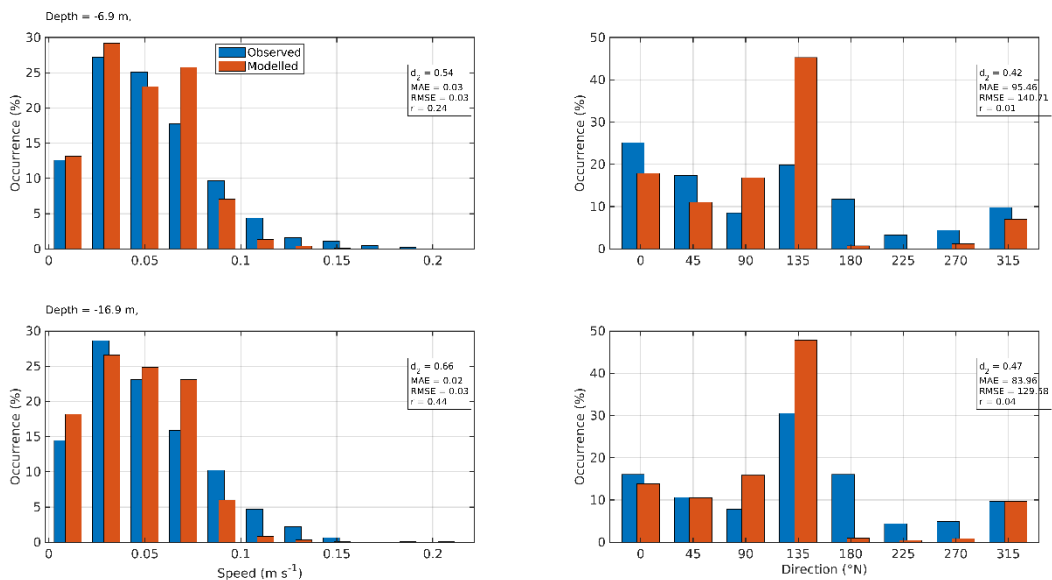 Depth = -6.9 m,
Occurrence (%)
30
25
20
15
10
5
0
0
0.05
0.1
0.15
0.2
Observed
Modelled
d2 = 0.54
MAE = 0.03
RMSE = 0.03
r = 0.24
Occurrence (%)
50
40
30
20
10
0
0
45
90
135
180
225
270
315
d2 = 0.42
MAE = 95.46
RMSE = 140.71
r = 0.01
Depth = -16.9 m,
Occurrence (%)
30
25
20
15
10
5
0
0
0.05
0.1
0.15
0.2
Speed (m s-1)
d2 = 0.66
MAE = 0.02
RMSE = 0.03
r = 0.44
Occurrence (%)
50
40
30
20
10
0
0
45
90
135
180
225
270
315
Direction (°N)
d2 = 0.47
MAE = 83.96
RMSE = 129.58
r = 0.04